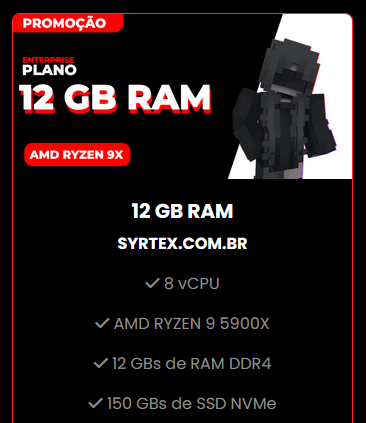 PROMOÇÃO
ENTERPRISE
PLANO
12 GB RAM
AMD RYZEN 9X
12 GB RAM
SYRTEX.COM.BR
8 vCPU
AMD RYZEN 9 5900X
12 GBs de RAM DDR4
150 GBs de SSD NVMe